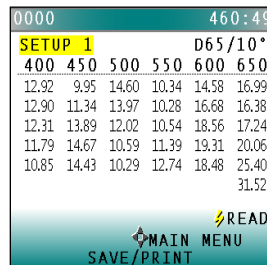 0000 460:49
SETUP 1 D65/10°
400 450 500 550 600 650
12.92 9.95 14.60 10.34 14.58 16.99
12.90 11.34 13.97 10.28 16.68 16.38
12.31 13.89 12.02 10.54 18.56 17.24
11.79 14.67 10.59 11.39 19.31 20.06
10.85 14.43 10.29 12.74 18.48 25.40
31.52
READ
MAIN MENU
SAVE/PRINT